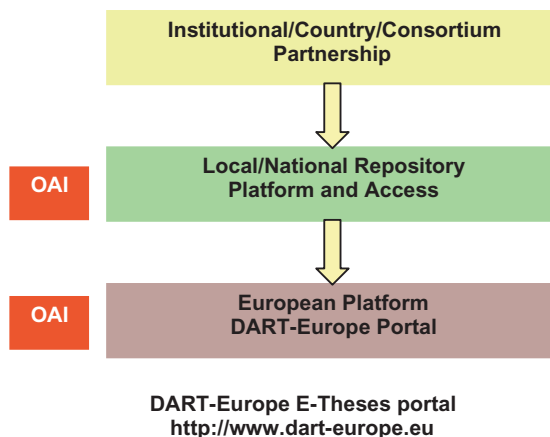 Institutional/Country/Consortium
Partnership
OAI
Local/National Repository
Platform and Access
OAI
European Platform
DART-Europe Portal
DART-Europe E-Theses portal
http://www.dart-europe.eu